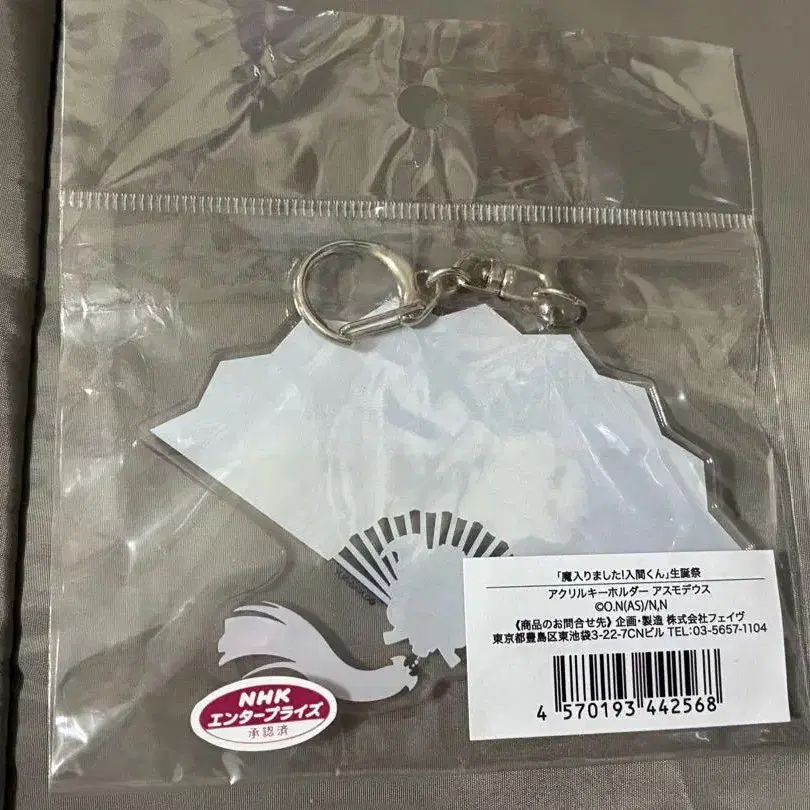 「魔入りました!入間くん」生誕祭
アクリルキーホルダー アスモデウス
©O.N(AS)/N,N
《商品のお問合せ先》企画・製造 株式会社フェイヴ
東京都豊島区東池袋3-22-7CNビル TEL:03-5657-1104
4 570193 442568
NHK
エンタープライズ
承認済